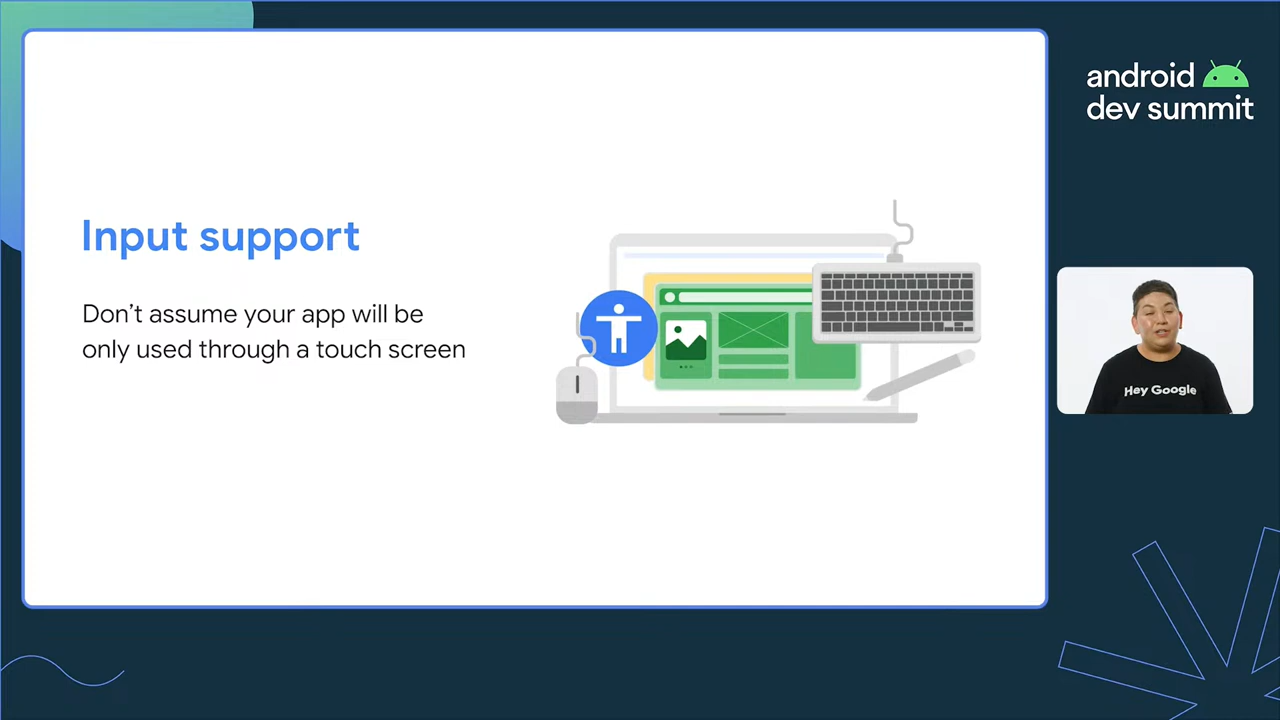 Input support
Don't assume your app will be
only used through a touch screen
android
dev summit
Hey Google